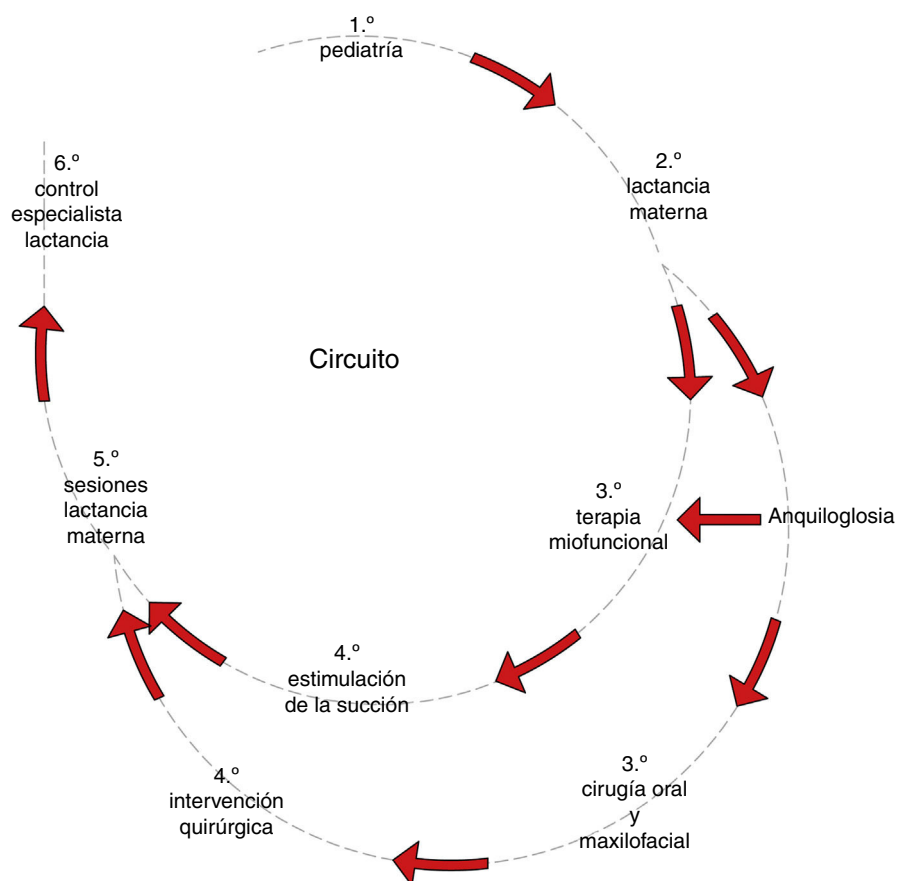 1.º
pediatría
2.º
lactancia
materna
6.º
control
especialista
lactancia
Circuito
5.º
sesiones
lactancia
materna
3.º
terapia
miofuncional
Anquiloglosia
4.º
estimulación
de la succión
4.º
intervención
quirúrgica
3.º
cirugía oral
y
maxilofacial